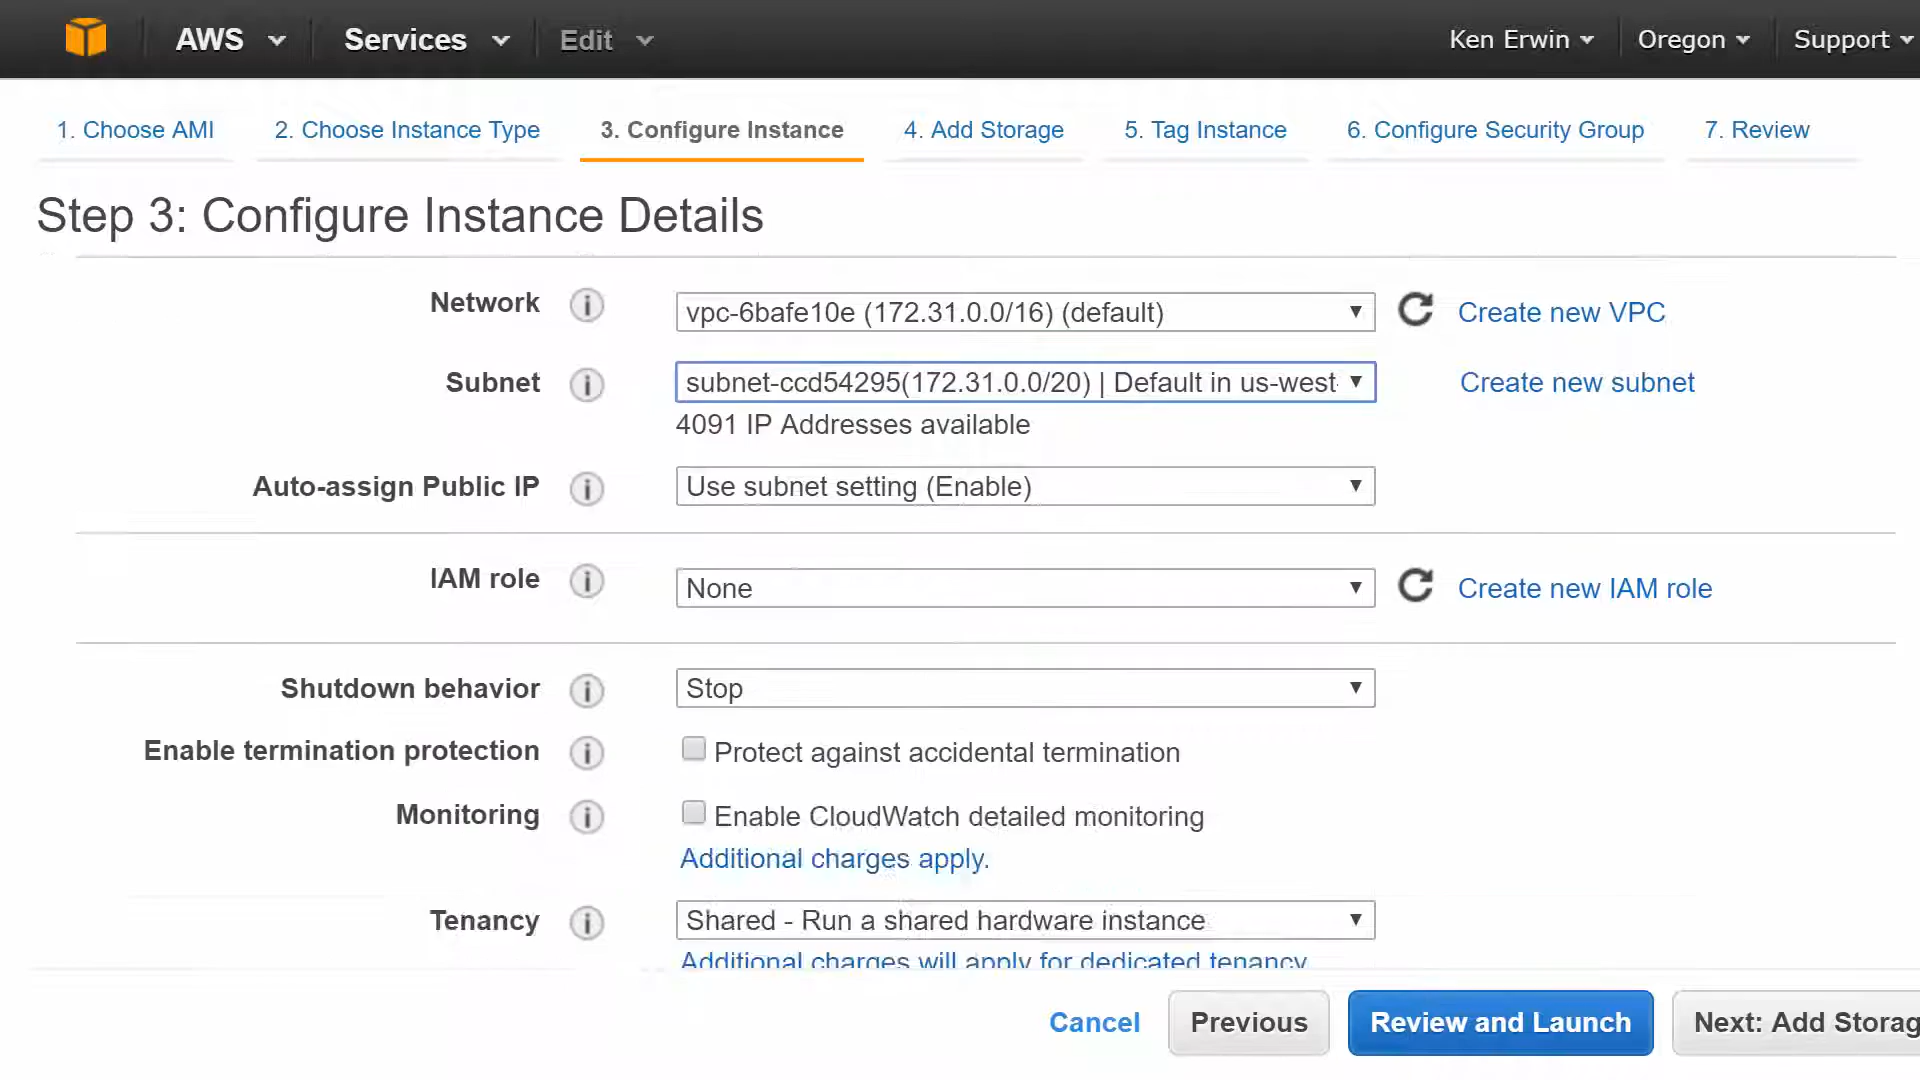 AWS Services Edit Ken Erwin Oregon Support
1. Choose AMI 2. Choose Instance Type 3. Configure Instance 4. Add Storage 5. Tag Instance 6. Configure Security Group 7. Review
Step 3: Configure Instance Details
Network vpc-6bafe10e (172.31.0.0/16) (default) Create new VPC
Subnet subnet-ccd54295(172.31.0.0/20) | Default in us-west- Create new subnet
4091 IP Addresses available
Auto-assign Public IP Use subnet setting (Enable)
IAM role None Create new IAM role
Shutdown behavior Stop
Enable termination protection Protect against accidental termination
Monitoring Enable CloudWatch detailed monitoring
Additional charges apply.
Tenancy Shared - Run a shared hardware instance
Additional charges will apply for dedicated tenancy
Cancel Previous Review and Launch Next: Add Storag